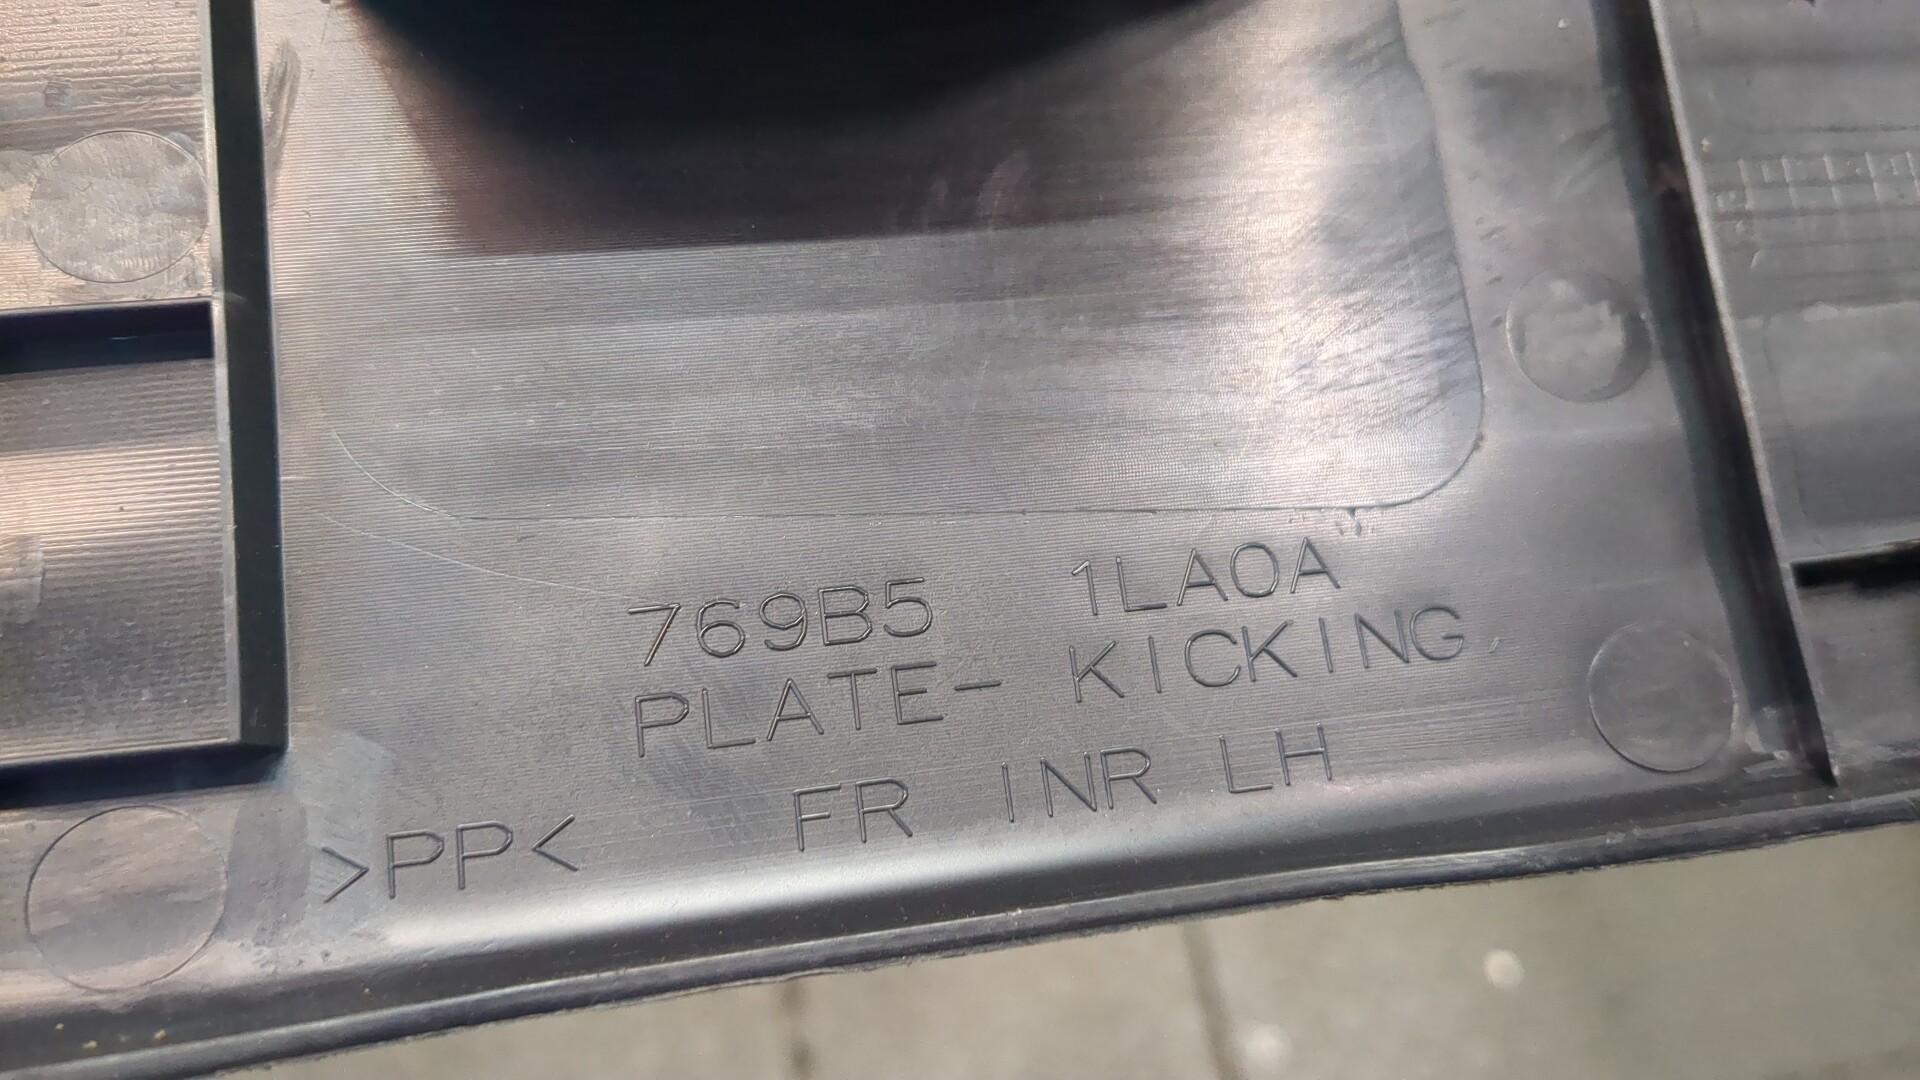 769B5 1LA0A
PLATE- KICKING
FR INR LH
>PP<